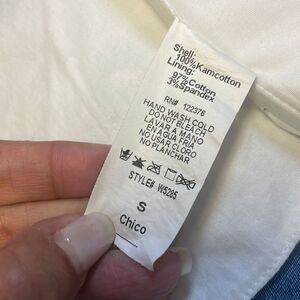 Shell:
100%Kamcotton
Lining:
97%Cotton
3%Spandex
RN# 122376
HAND WASH COLD
DO NOT BLEACH
LAVAR A MANO
EN AGUA FRIA
NO USAR CLORO
NO PLANCHAR
STYLE# W5285
S
Chico